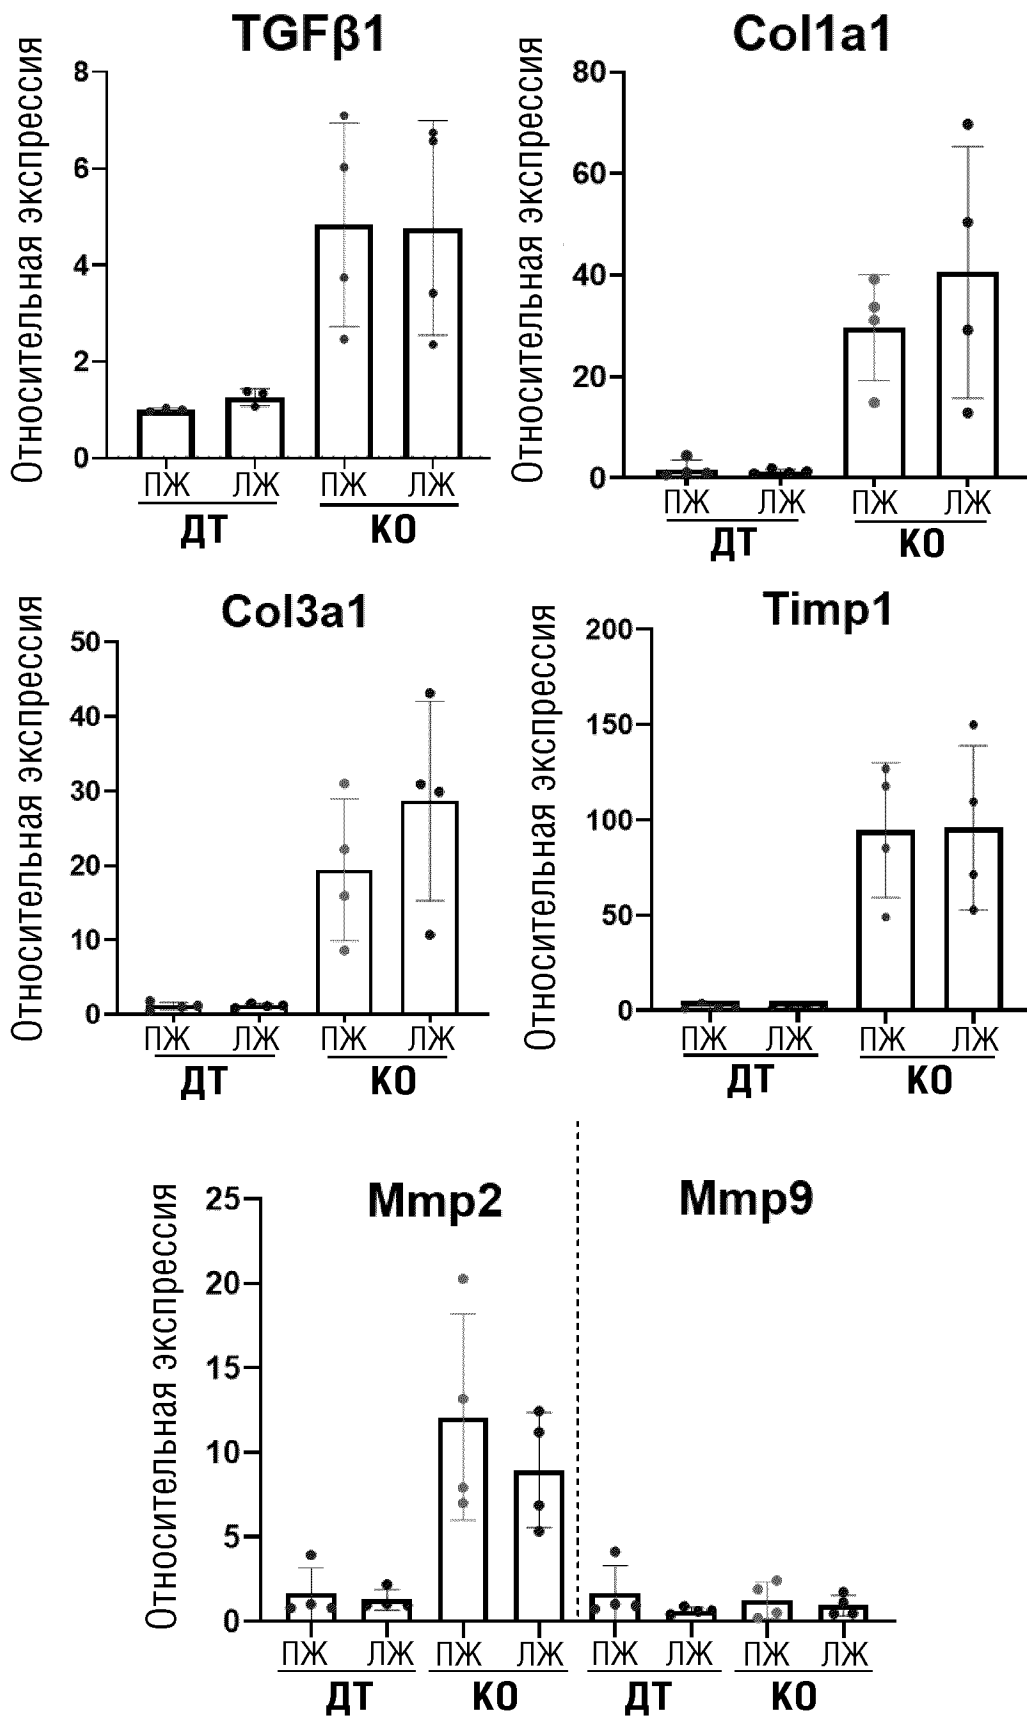 TGFβ1
Относительная экспрессия
8
6
4
2
0
ПЖ ЛЖ ПЖ ЛЖ
ДТ КО
Col1a1
Относительная экспрессия
80
60
40
20
0
ПЖ ЛЖ ПЖ ЛЖ
ДТ КО
Col3a1
Относительная экспрессия
50
40
30
20
10
0
ПЖ ЛЖ ПЖ ЛЖ
ДТ КО
Timp1
Относительная экспрессия
200
150
100
50
0
ПЖ ЛЖ ПЖ ЛЖ
ДТ КО
Mmp2 Mmp9
Относительная экспрессия
25
20
15
10
5
0
ПЖ ЛЖ ПЖ ЛЖ ПЖ ЛЖ ПЖ ЛЖ
ДТ КО ДТ КО